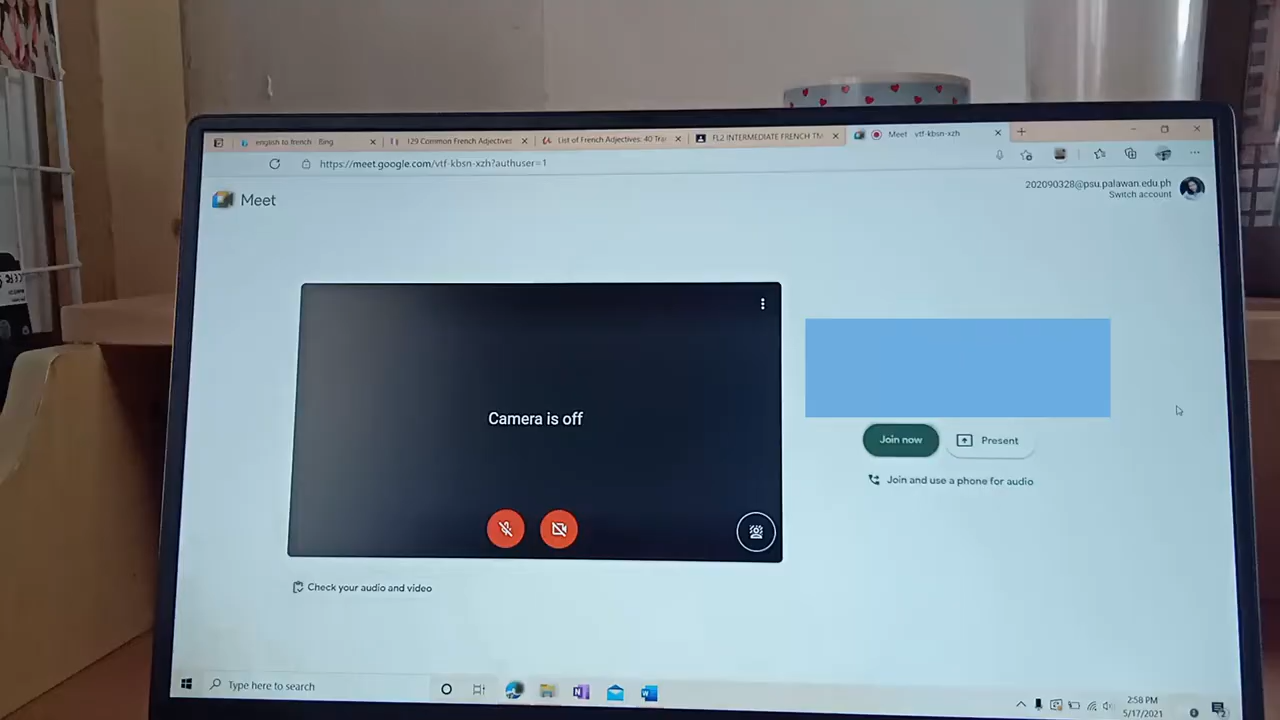 english to french - Bing
129 Common French Adjectives
List of French Adjectives: 40 Tra
FL2 INTERMEDIATE FRENCH TM
Meet - vtf-kbsn-xzh
https://meet.google.com/vtf-kbsn-xzh?authuser=1
Meet
202090328@psu.palawan.edu.ph
Switch account
Camera is off
Join now
Present
Join and use a phone for audio
Check your audio and video
Type here to search
2:58 PM
5/17/2021